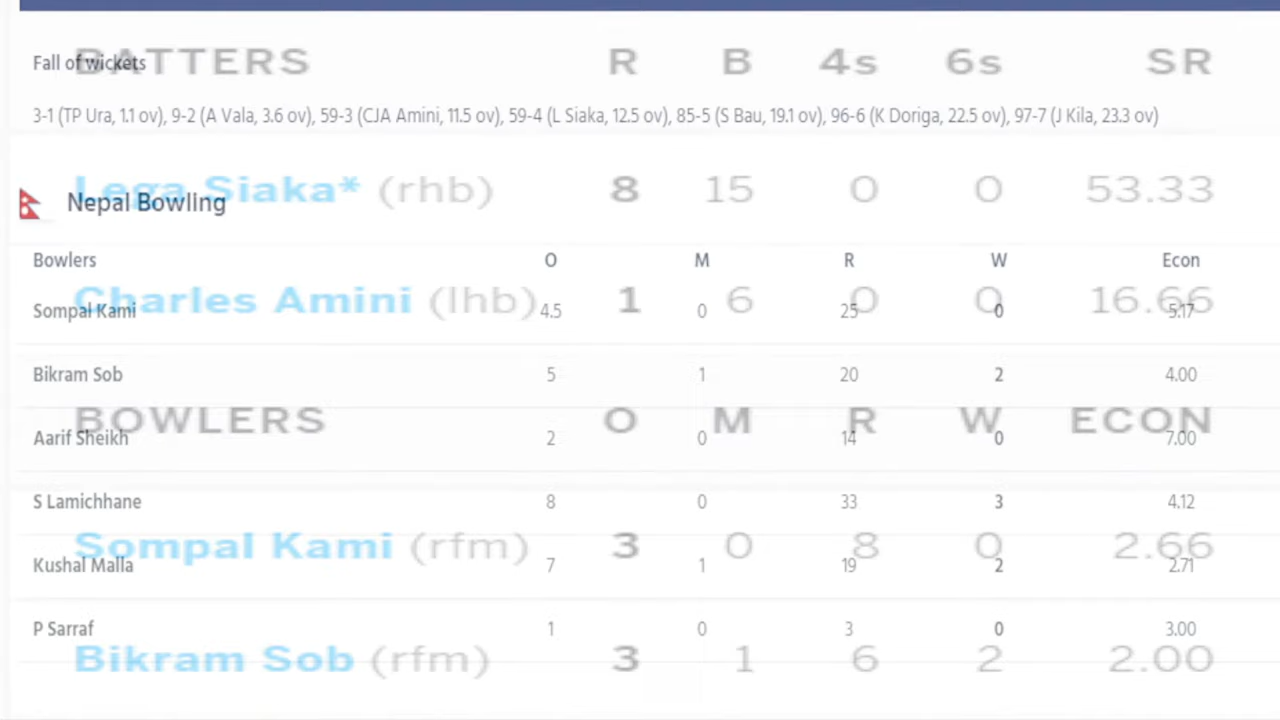 BATTERS R B 4s 6s SR
Fall of wickets
3-1 (TP Ura, 1.1 ov), 9-2 (A Vala, 3.6 ov), 59-3 (CJA Amini, 11.5 ov), 59-4 (L Siaka, 12.5 ov), 85-5 (S Bau, 19.1 ov), 96-6 (K Doriga, 22.5 ov), 97-7 (J Kila, 23.3 ov)
Lega Siaka* (rhb) 8 15 0 0 53.33
Nepal Bowling
Bowlers O M R W Econ
Charles Amini (lhb) 1 6 0 0 16.66
Sompal Kami 4.5 0 25 0 5.17
Bikram Sob 5 1 20 2 4.00
BOWLERS O M R W ECON
Aarif Sheikh 2 0 14 0 7.00
S Lamichhane 8 0 33 3 4.12
Sompal Kami (rfm) 3 0 8 0 2.66
Kushal Malla 7 1 19 2 2.71
P Sarraf 1 0 3 0 3.00
Bikram Sob (rfm) 3 1 6 2 2.00